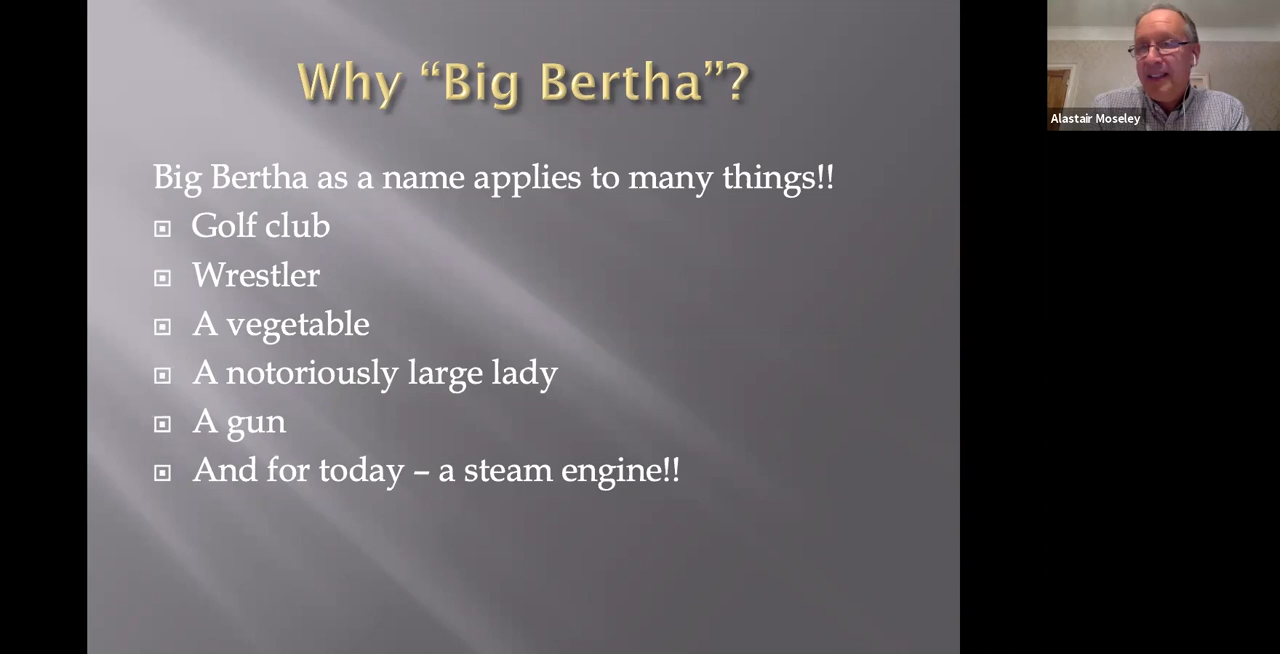 Why “Big Bertha”?
Big Bertha as a name applies to many things!!
Golf club
Wrestler
A vegetable
A notoriously large lady
A gun
And for today – a steam engine!!
Alastair Moseley